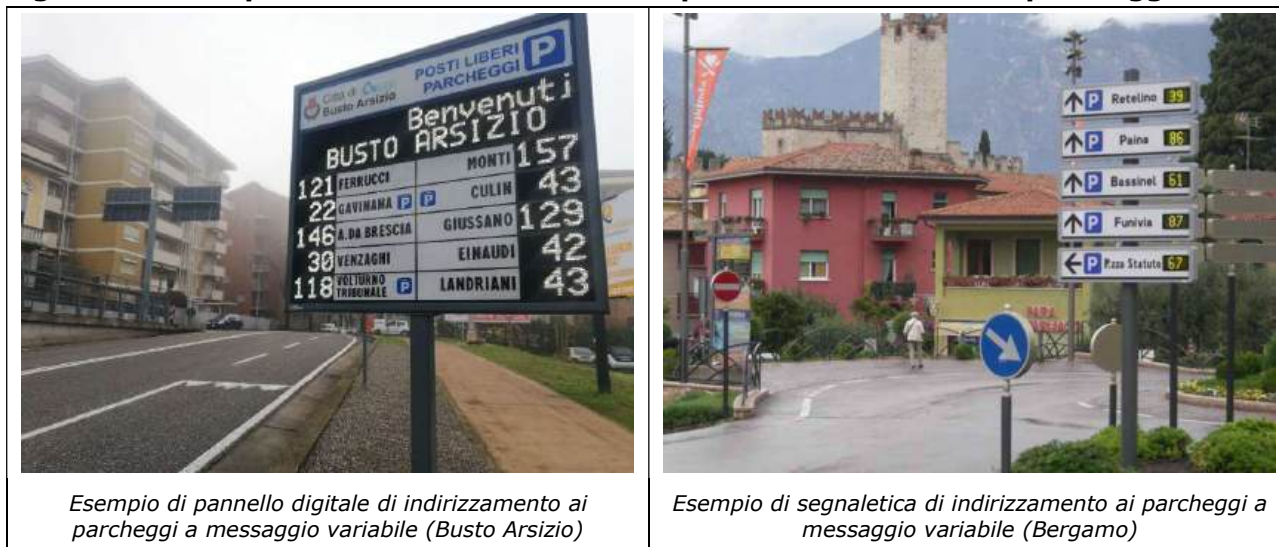 Città di
Busto Arsizio
POSTI LIBERI
PARCHEGGI P
Benvenuti
BUSTO ARSIZIO
121 FERRUCCI MONTI 157
22 GAVINANA P P CULIN 43
146 A.DA BRESCIA GIUSSANO 129
30 VENZAGHI EINAUDI 42
118 VOLTURNO TRIBUNALE P LANDRIANI 43
P Retelino 39
P Paina 86
P Bassinel 61
P Funivia 87
P P.zza Statuto 67
Esempio di pannello digitale di indirizzamento ai
parcheggi a messaggio variabile (Busto Arsizio)
Esempio di segnaletica di indirizzamento ai parcheggi a
messaggio variabile (Bergamo)